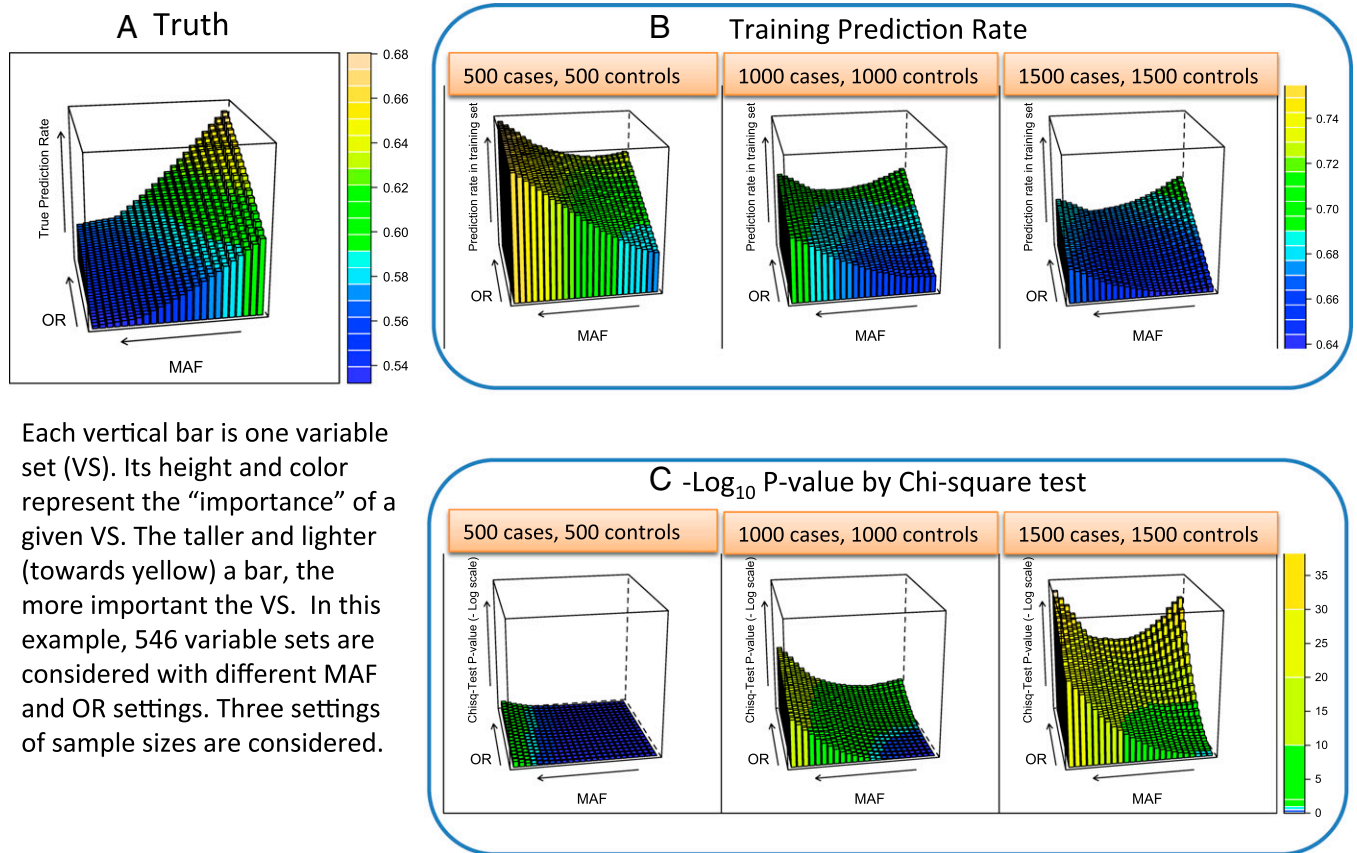 A Truth
True Prediction Rate
OR
MAF
0.68
0.66
0.64
0.62
0.60
0.58
0.56
0.54
B Training Prediction Rate
500 cases, 500 controls
1000 cases, 1000 controls
1500 cases, 1500 controls
Prediction rate in training set
OR
MAF
Prediction rate in training set
OR
MAF
Prediction rate in training set
OR
MAF
0.74
0.72
0.70
0.68
0.66
0.64
Each vertical bar is one variable
set (VS). Its height and color
represent the “importance” of a
given VS. The taller and lighter
(towards yellow) a bar, the
more important the VS. In this
example, 546 variable sets are
considered with different MAF
and OR settings. Three settings
of sample sizes are considered.
C -Log₁₀ P-value by Chi-square test
500 cases, 500 controls
1000 cases, 1000 controls
1500 cases, 1500 controls
Chisq-Test P-value (- Log scale)
OR
MAF
Chisq-Test P-value (- Log scale)
OR
MAF
Chisq-Test P-value (- Log scale)
OR
MAF
35
30
25
20
15
10
5
0